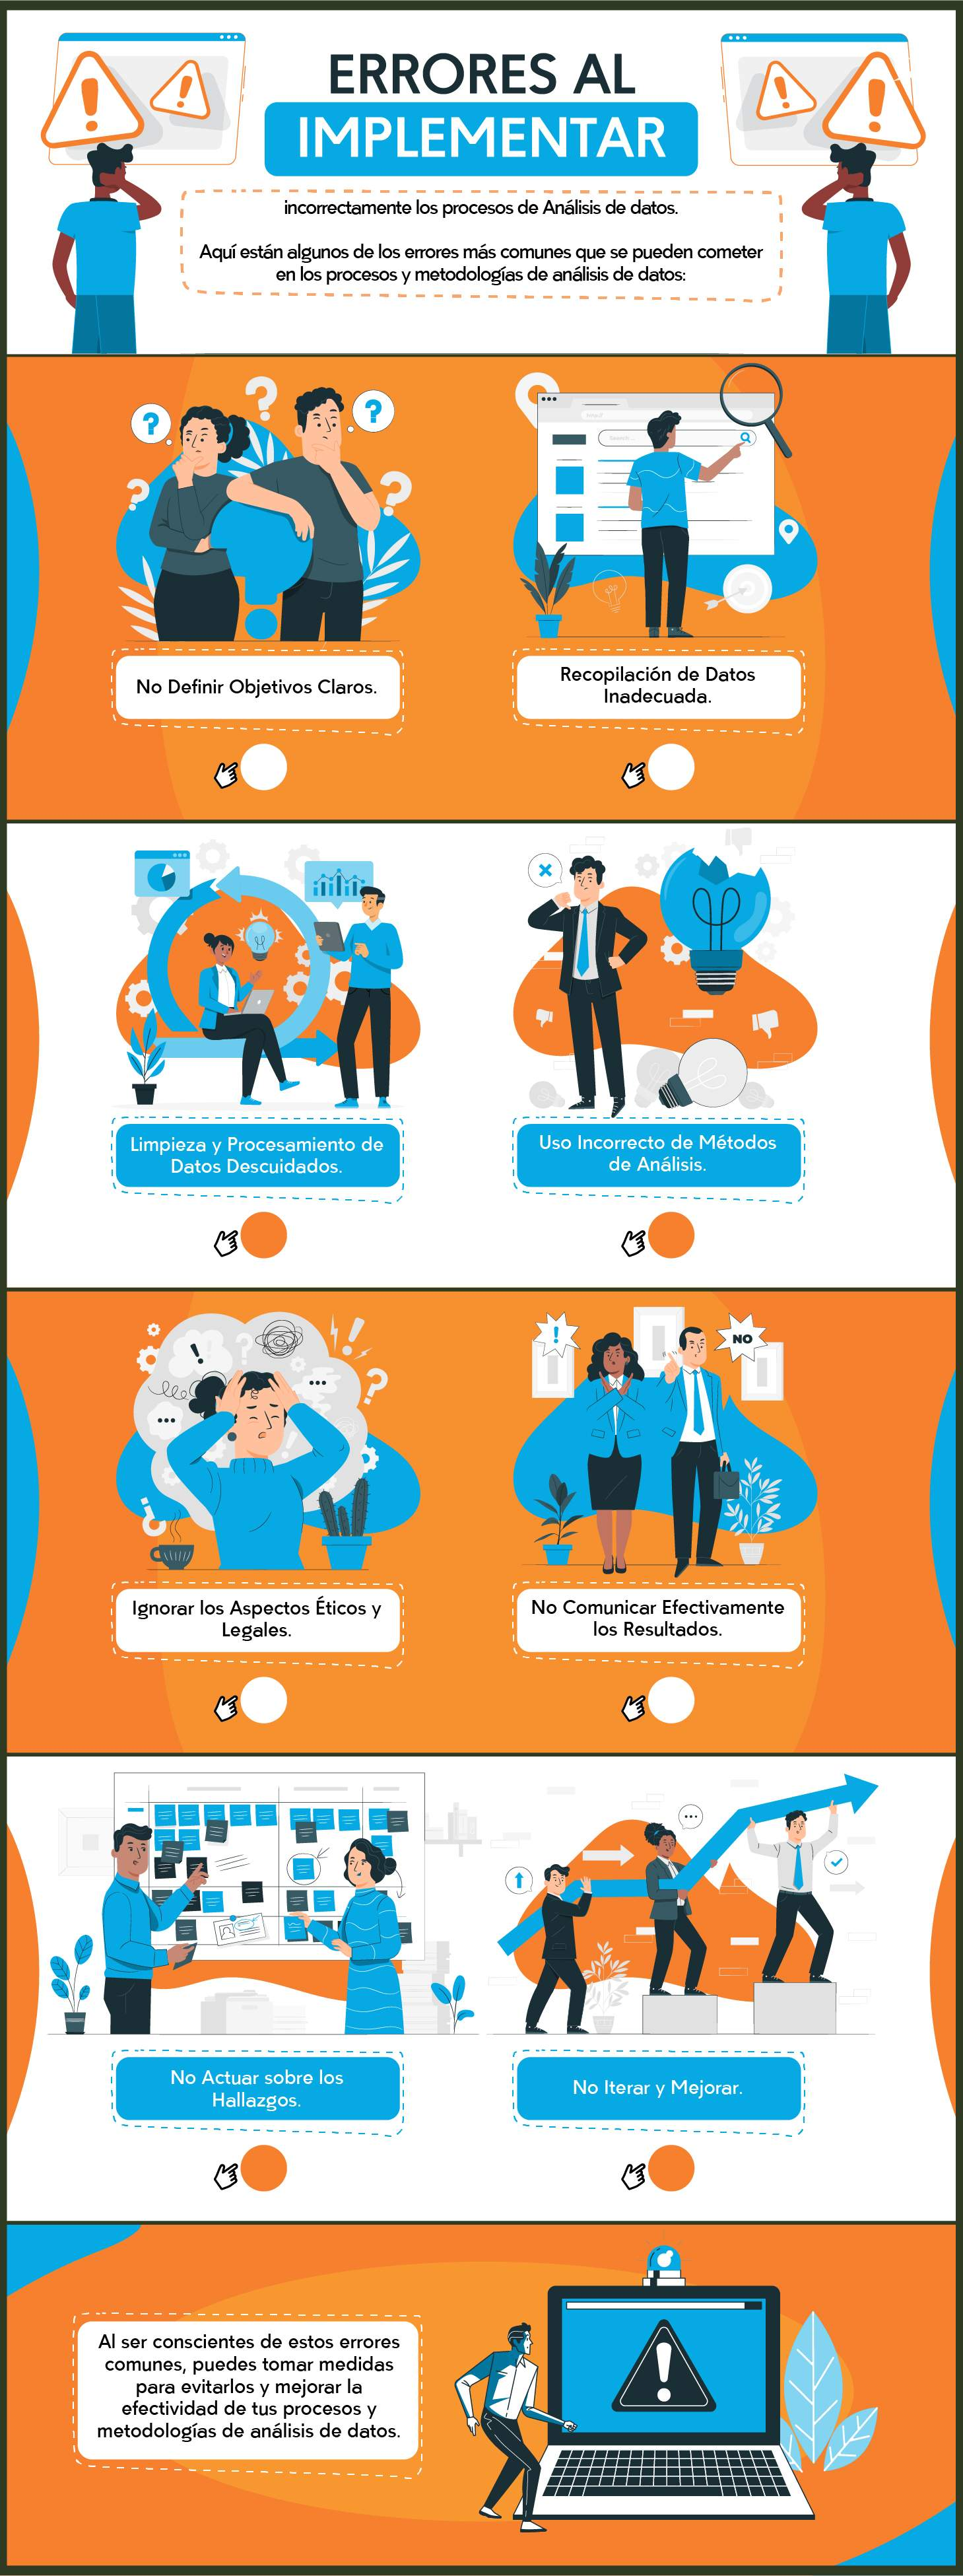 ERRORES AL
IMPLEMENTAR
incorrectamente los procesos de Análisis de datos.
Aquí están algunos de los errores más comunes que se pueden cometer
en los procesos y metodologías de análisis de datos:
?
?
?
?
?
No Definir Objetivos Claros.
Recopilación de Datos
Inadecuada.
Limpieza y Procesamiento de
Datos Descuidados.
Uso Incorrecto de Métodos
de Análisis.
!
NO
Ignorar los Aspectos Éticos y
Legales.
No Comunicar Efectivamente
los Resultados.
No Actuar sobre los
Hallazgos.
No Iterar y Mejorar.
Al ser conscientes de estos errores
comunes, puedes tomar medidas
para evitarlos y mejorar la
efectividad de tus procesos y
metodologías de análisis de datos.